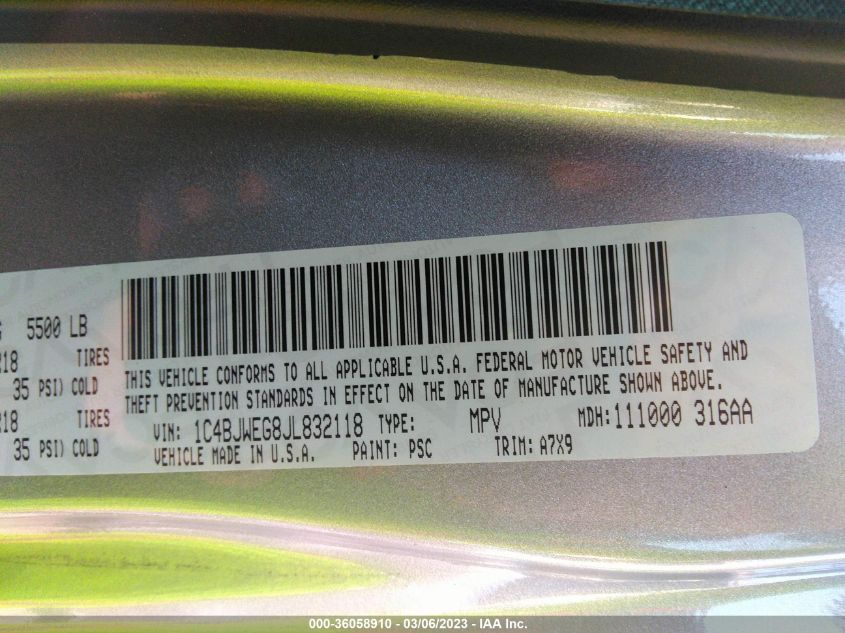 G 5500 LB
218 TIRES
35 PSI) COLD
218 TIRES
35 PSI) COLD
THIS VEHICLE CONFORMS TO ALL APPLICABLE U.S.A. FEDERAL MOTOR VEHICLE SAFETY AND
THEFT PREVENTION STANDARDS IN EFFECT ON THE DATE OF MANUFACTURE SHOWN ABOVE.
VIN: 1C4BJWEG8JL832118 TYPE: MPV MDH:111000 316AA
VEHICLE MADE IN U.S.A. PAINT: PSC TRIM: A7X9
000-36058910 - 03/06/2023 - IAA Inc.